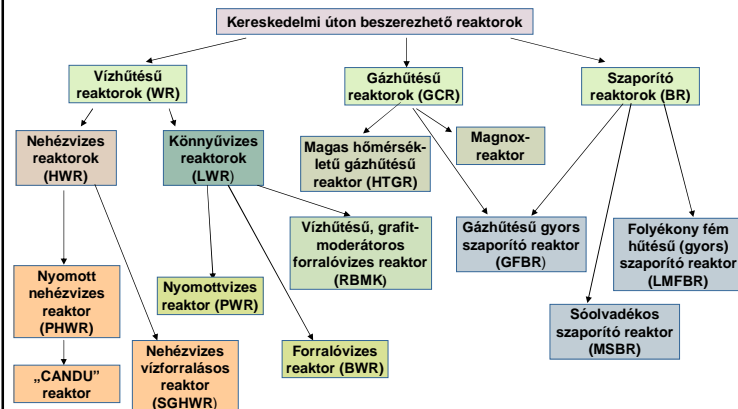 Kereskedelmi úton beszerezhető reaktorok
Vízhűtésű
reaktorok (WR)
Gázhűtésű
reaktorok (GCR)
Szaporító
reaktorok (BR)
Nehézvizes
reaktorok
(HWR)
Könnyűvizes
reaktorok
(LWR)
Magas hőmérsék-
letű gázhűtésű
reaktor (HTGR)
Magnox-
reaktor
Vízhűtésű, grafit-
moderátoros
forralóvizes reaktor
(RBMK)
Gázhűtésű gyors
szaporító reaktor
(GFBR)
Folyékony fém
hűtésű (gyors)
szaporító reaktor
(LMFBR)
Nyomott
nehézvizes
reaktor
(PHWR)
Nyomottvizes
reaktor (PWR)
Sóolvadékos
szaporító reaktor
(MSBR)
„CANDU”
reaktor
Nehézvizes
vízforralásos
reaktor
(SGHWR)
Forralóvizes
reaktor (BWR)